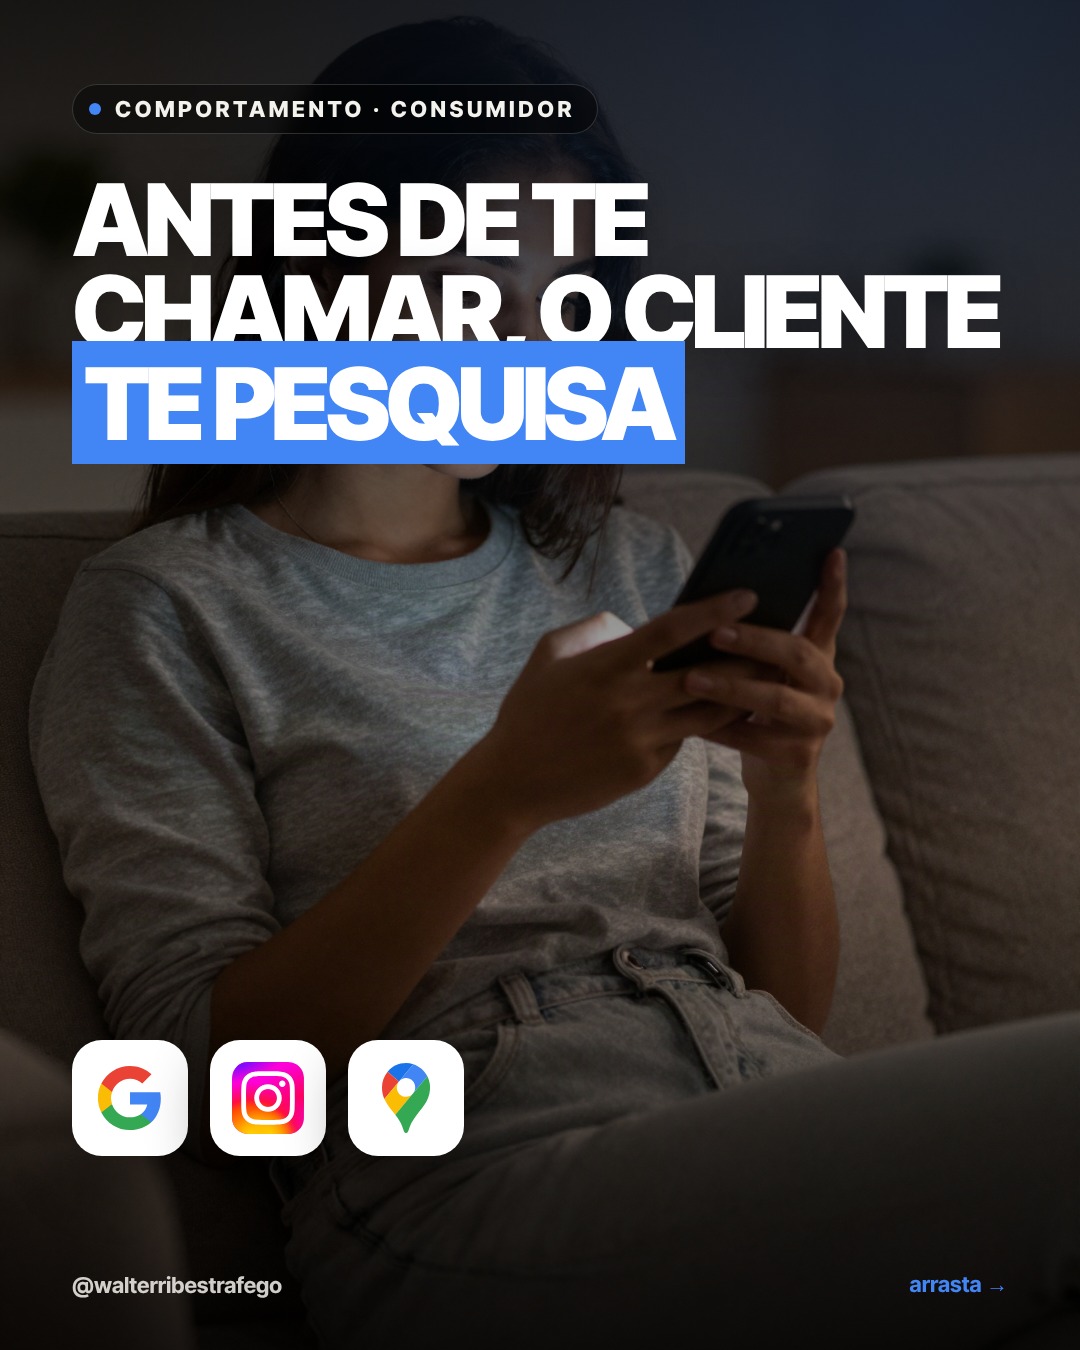 COMPORTAMENTO · CONSUMIDOR
ANTES DE TE
CHAMAR, O CLIENTE
TE PESQUISA
@walterribestrafego
arrasta →